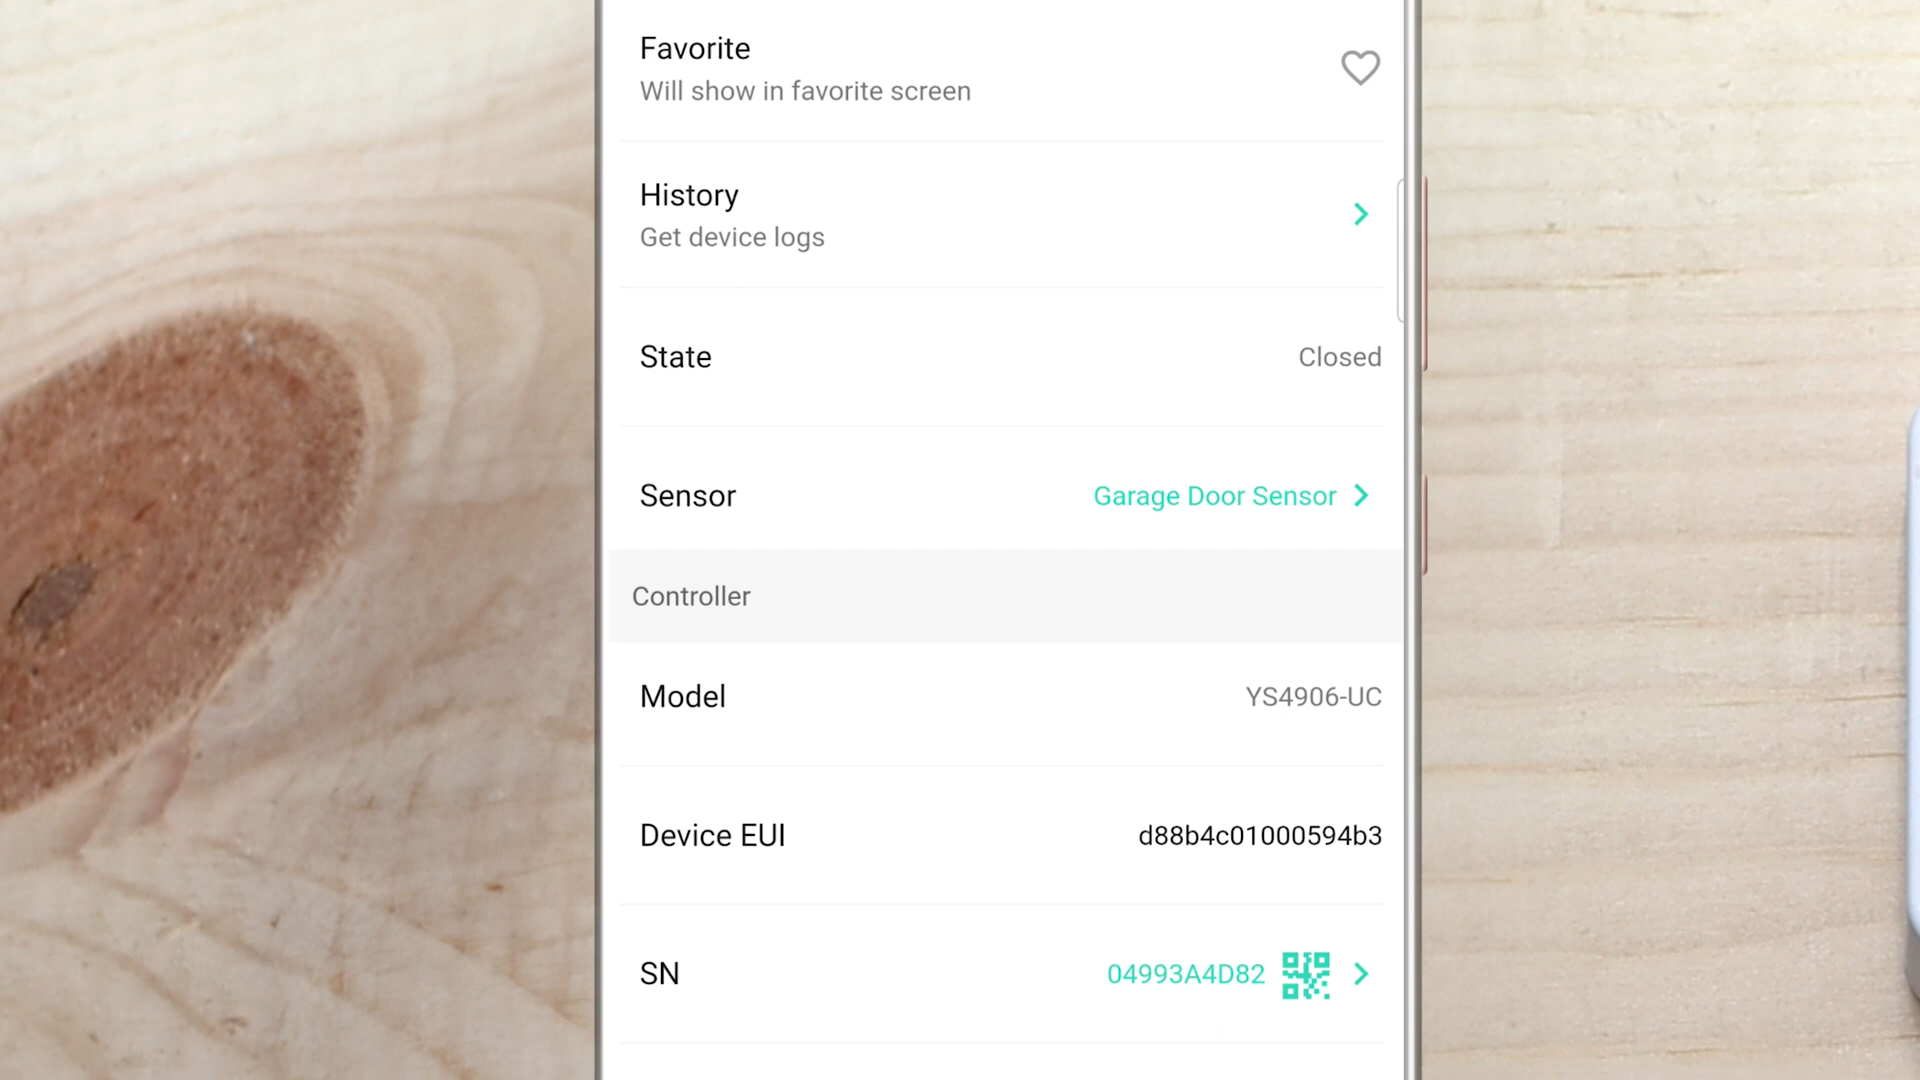 Favorite
Will show in favorite screen
History
Get device logs
State Closed
Sensor Garage Door Sensor
Controller
Model YS4906-UC
Device EUI d88b4c01000594b3
SN 04993A4D82